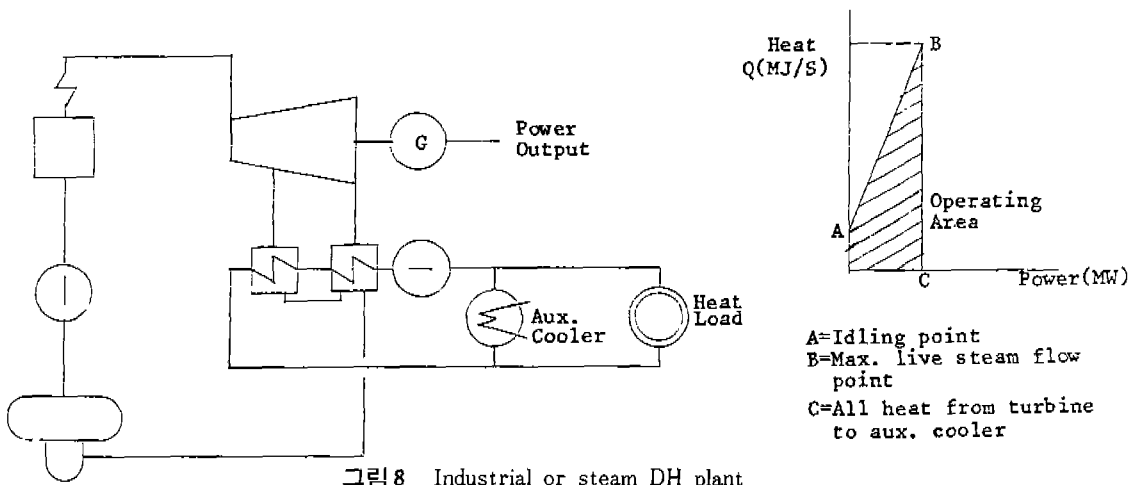 G
Power
Output
Aux.
Cooler
Heat
Load
Heat
Q(MJ/S)
B
A
Operating
Area
C
Power(MW)
A=Idling point
B=Max. live steam flow
point
C=All heat from turbine
to aux. cooler
그림 8 Industrial or steam DH plant